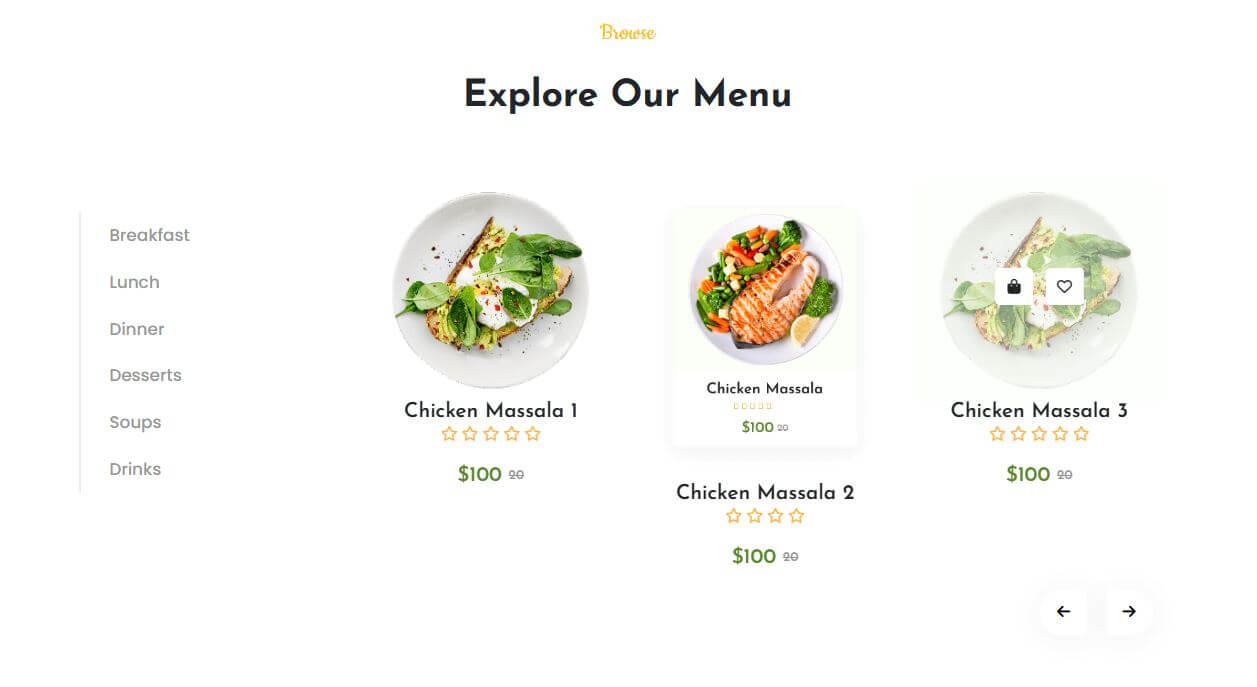 Browse
Explore Our Menu
Breakfast
Lunch
Dinner
Desserts
Soups
Drinks
Chicken Massala 1
$100 20
Chicken Massala
$100 20
Chicken Massala 2
$100 20
Chicken Massala 3
$100 20